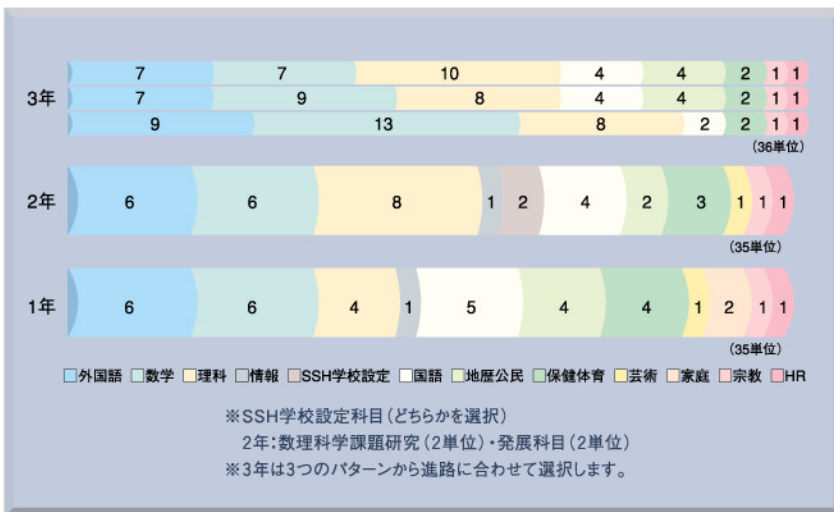 7 7 10 4 4 2 1 1
3年 7 9 8 4 4 2 1 1
9 13 8 2 2 1 1
(36単位)
2年 6 6 8 1 2 4 2 3 1 1 1
(35単位)
1年 6 6 4 1 5 4 4 1 2 1 1
(35単位)
外国語 数学 理科 情報 SSH学校設定 国語 地歴公民 保健体育 芸術 家庭 宗教 HR
※SSH学校設定科目(どちらかを選択)
2年:数理科学課題研究(2単位)・発展科目(2単位)
※3年は3つのパターンから進路に合わせて選択します。